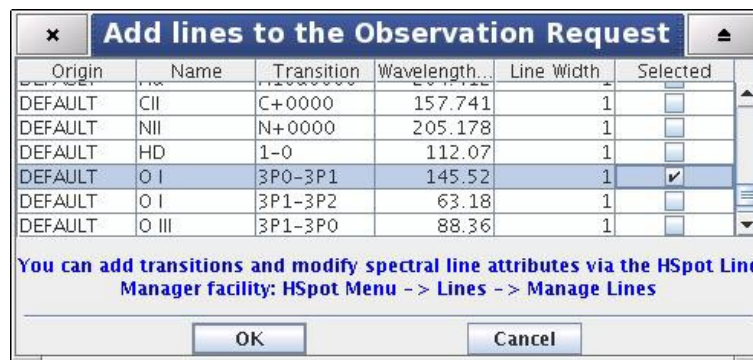 Add lines to the Observation Request
Origin Name Transition Wavelength... Line Width Selected
DEFAULT CII C+0000 157.741 1
DEFAULT NII N+0000 205.178 1
DEFAULT HD 1-0 112.07 1
DEFAULT O I 3P0-3P1 145.52 1
DEFAULT O I 3P1-3P2 63.18 1
DEFAULT O III 3P1-3P0 88.36 1
You can add transitions and modify spectral line attributes via the HSpot Line
Manager facility: HSpot Menu -> Lines -> Manage Lines
OK Cancel